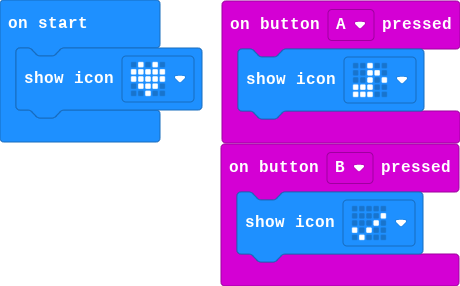 on start
show icon
on button A pressed
show icon
on button B pressed
show icon